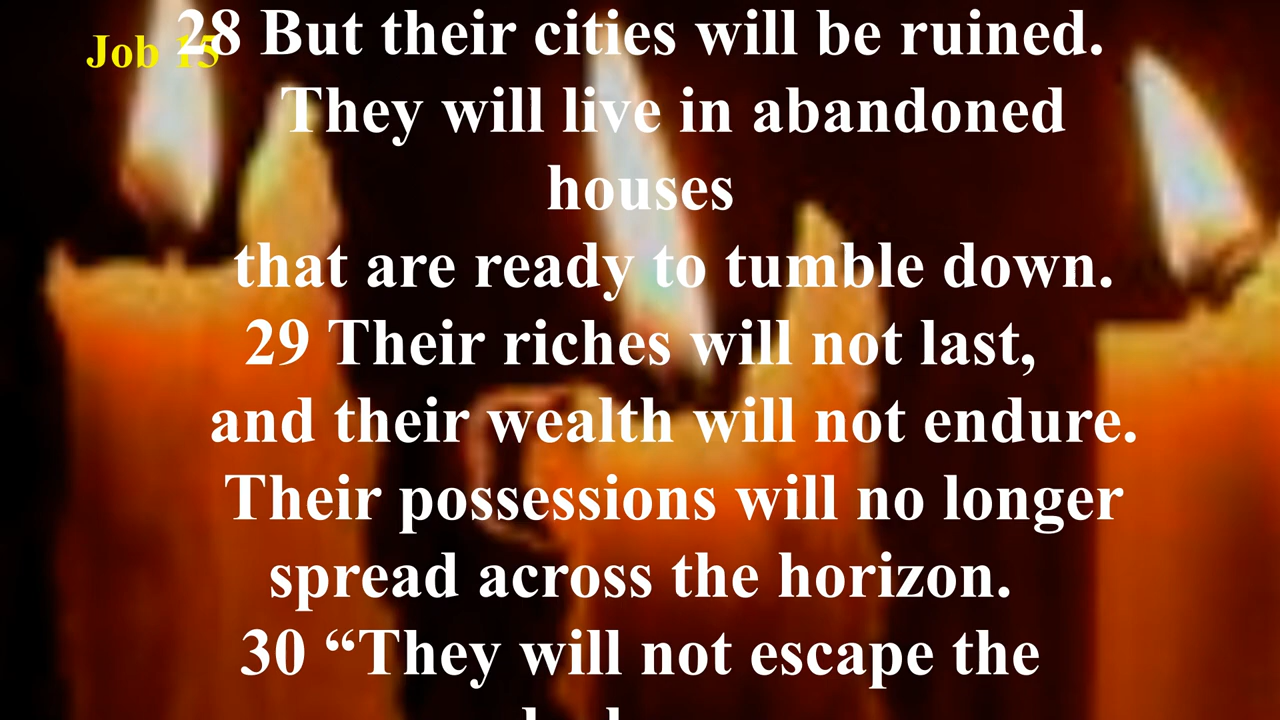 Job 15
28 But their cities will be ruined.
They will live in abandoned
houses
that are ready to tumble down.
29 Their riches will not last,
and their wealth will not endure.
Their possessions will no longer
spread across the horizon.
30 “They will not escape the